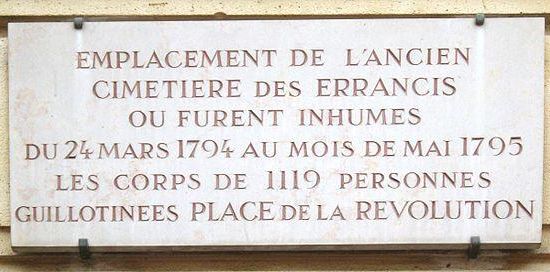 EMPLACEMENT DE L'ANCIEN
CIMETIERE DES ERRANCIS
OU FURENT INHUMES
DU 24 MARS 1794 AU MOIS DE MAI 1795
LES CORPS DE 1119 PERSONNES
GUILLOTINEES PLACE DE LA REVOLUTION